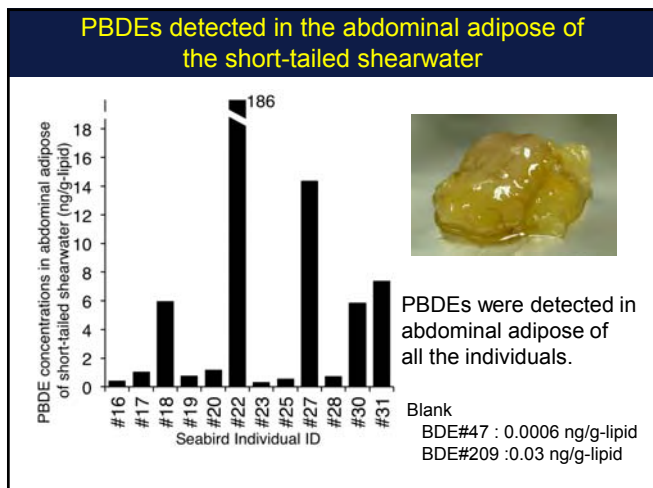 PBDEs detected in the abdominal adipose of
the short-tailed shearwater
PBDE concentrations in abdominal adipose
of short-tailed shearwater (ng/g-lipid)
186
18
16
14
12
10
8
6
4
2
0
#16
#17
#18
#19
#20
#22
#23
#25
#27
#28
#30
#31
Seabird Individual ID
PBDEs were detected in
abdominal adipose of
all the individuals.
Blank
BDE#47 : 0.0006 ng/g-lipid
BDE#209 :0.03 ng/g-lipid